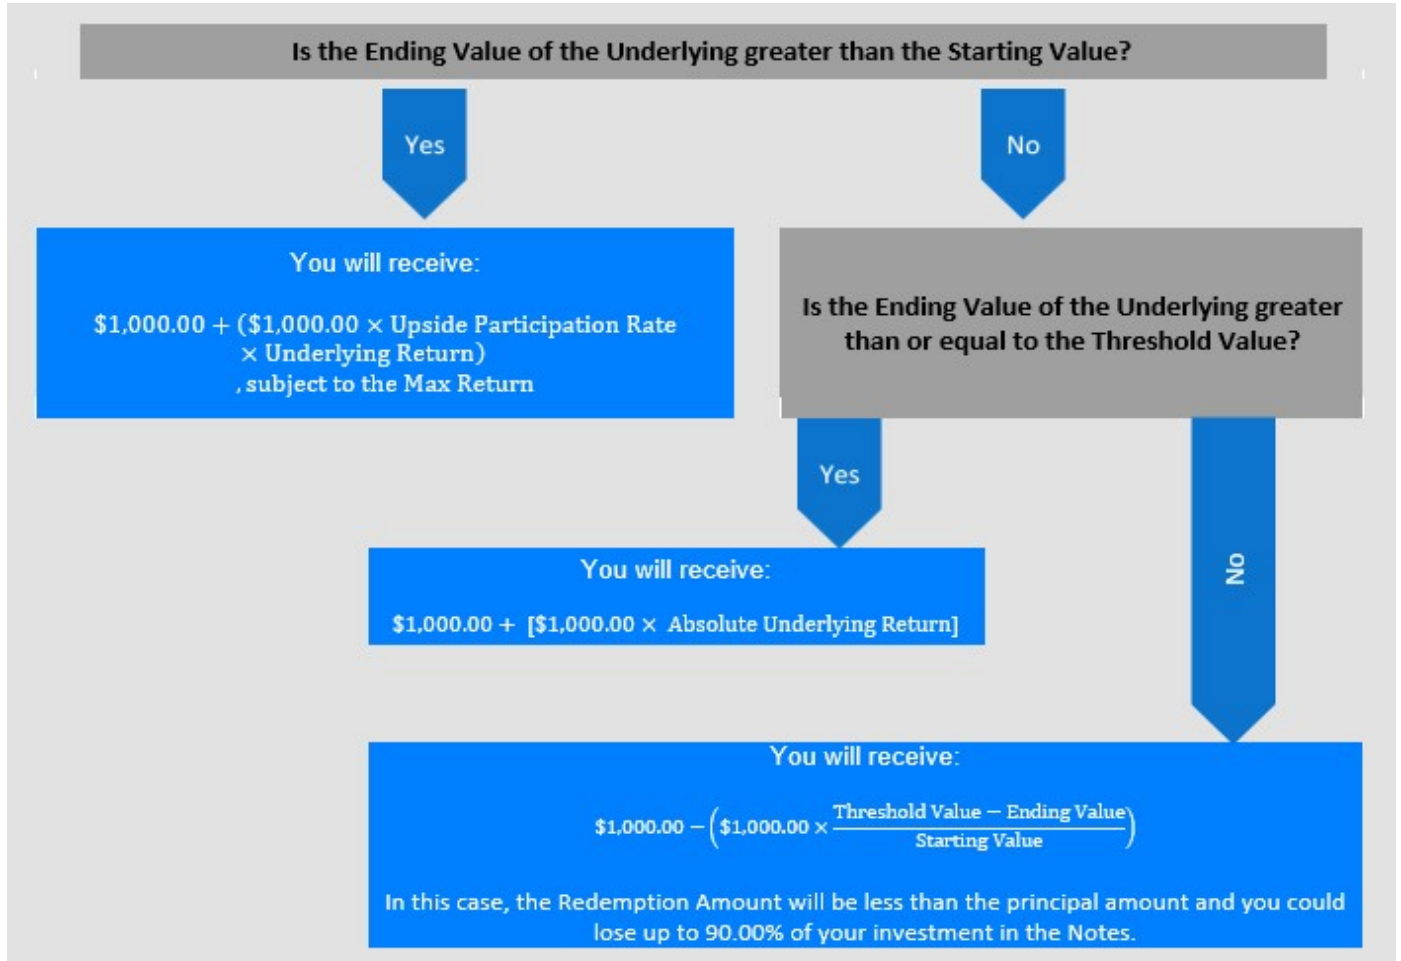 Is the Ending Value of the Underlying greater than the Starting Value?
Yes
No
You will receive:
$1,000.00 + ($1,000.00 × Upside Participation Rate
× Underlying Return)
, subject to the Max Return
Is the Ending Value of the Underlying greater
than or equal to the Threshold Value?
Yes
No
You will receive:
$1,000.00 + [$1,000.00 × Absolute Underlying Return]
You will receive:
$1,000.00 − ($1,000.00 × Threshold Value − Ending Value
Starting Value)
In this case, the Redemption Amount will be less than the principal amount and you could
lose up to 90.00% of your investment in the Notes.